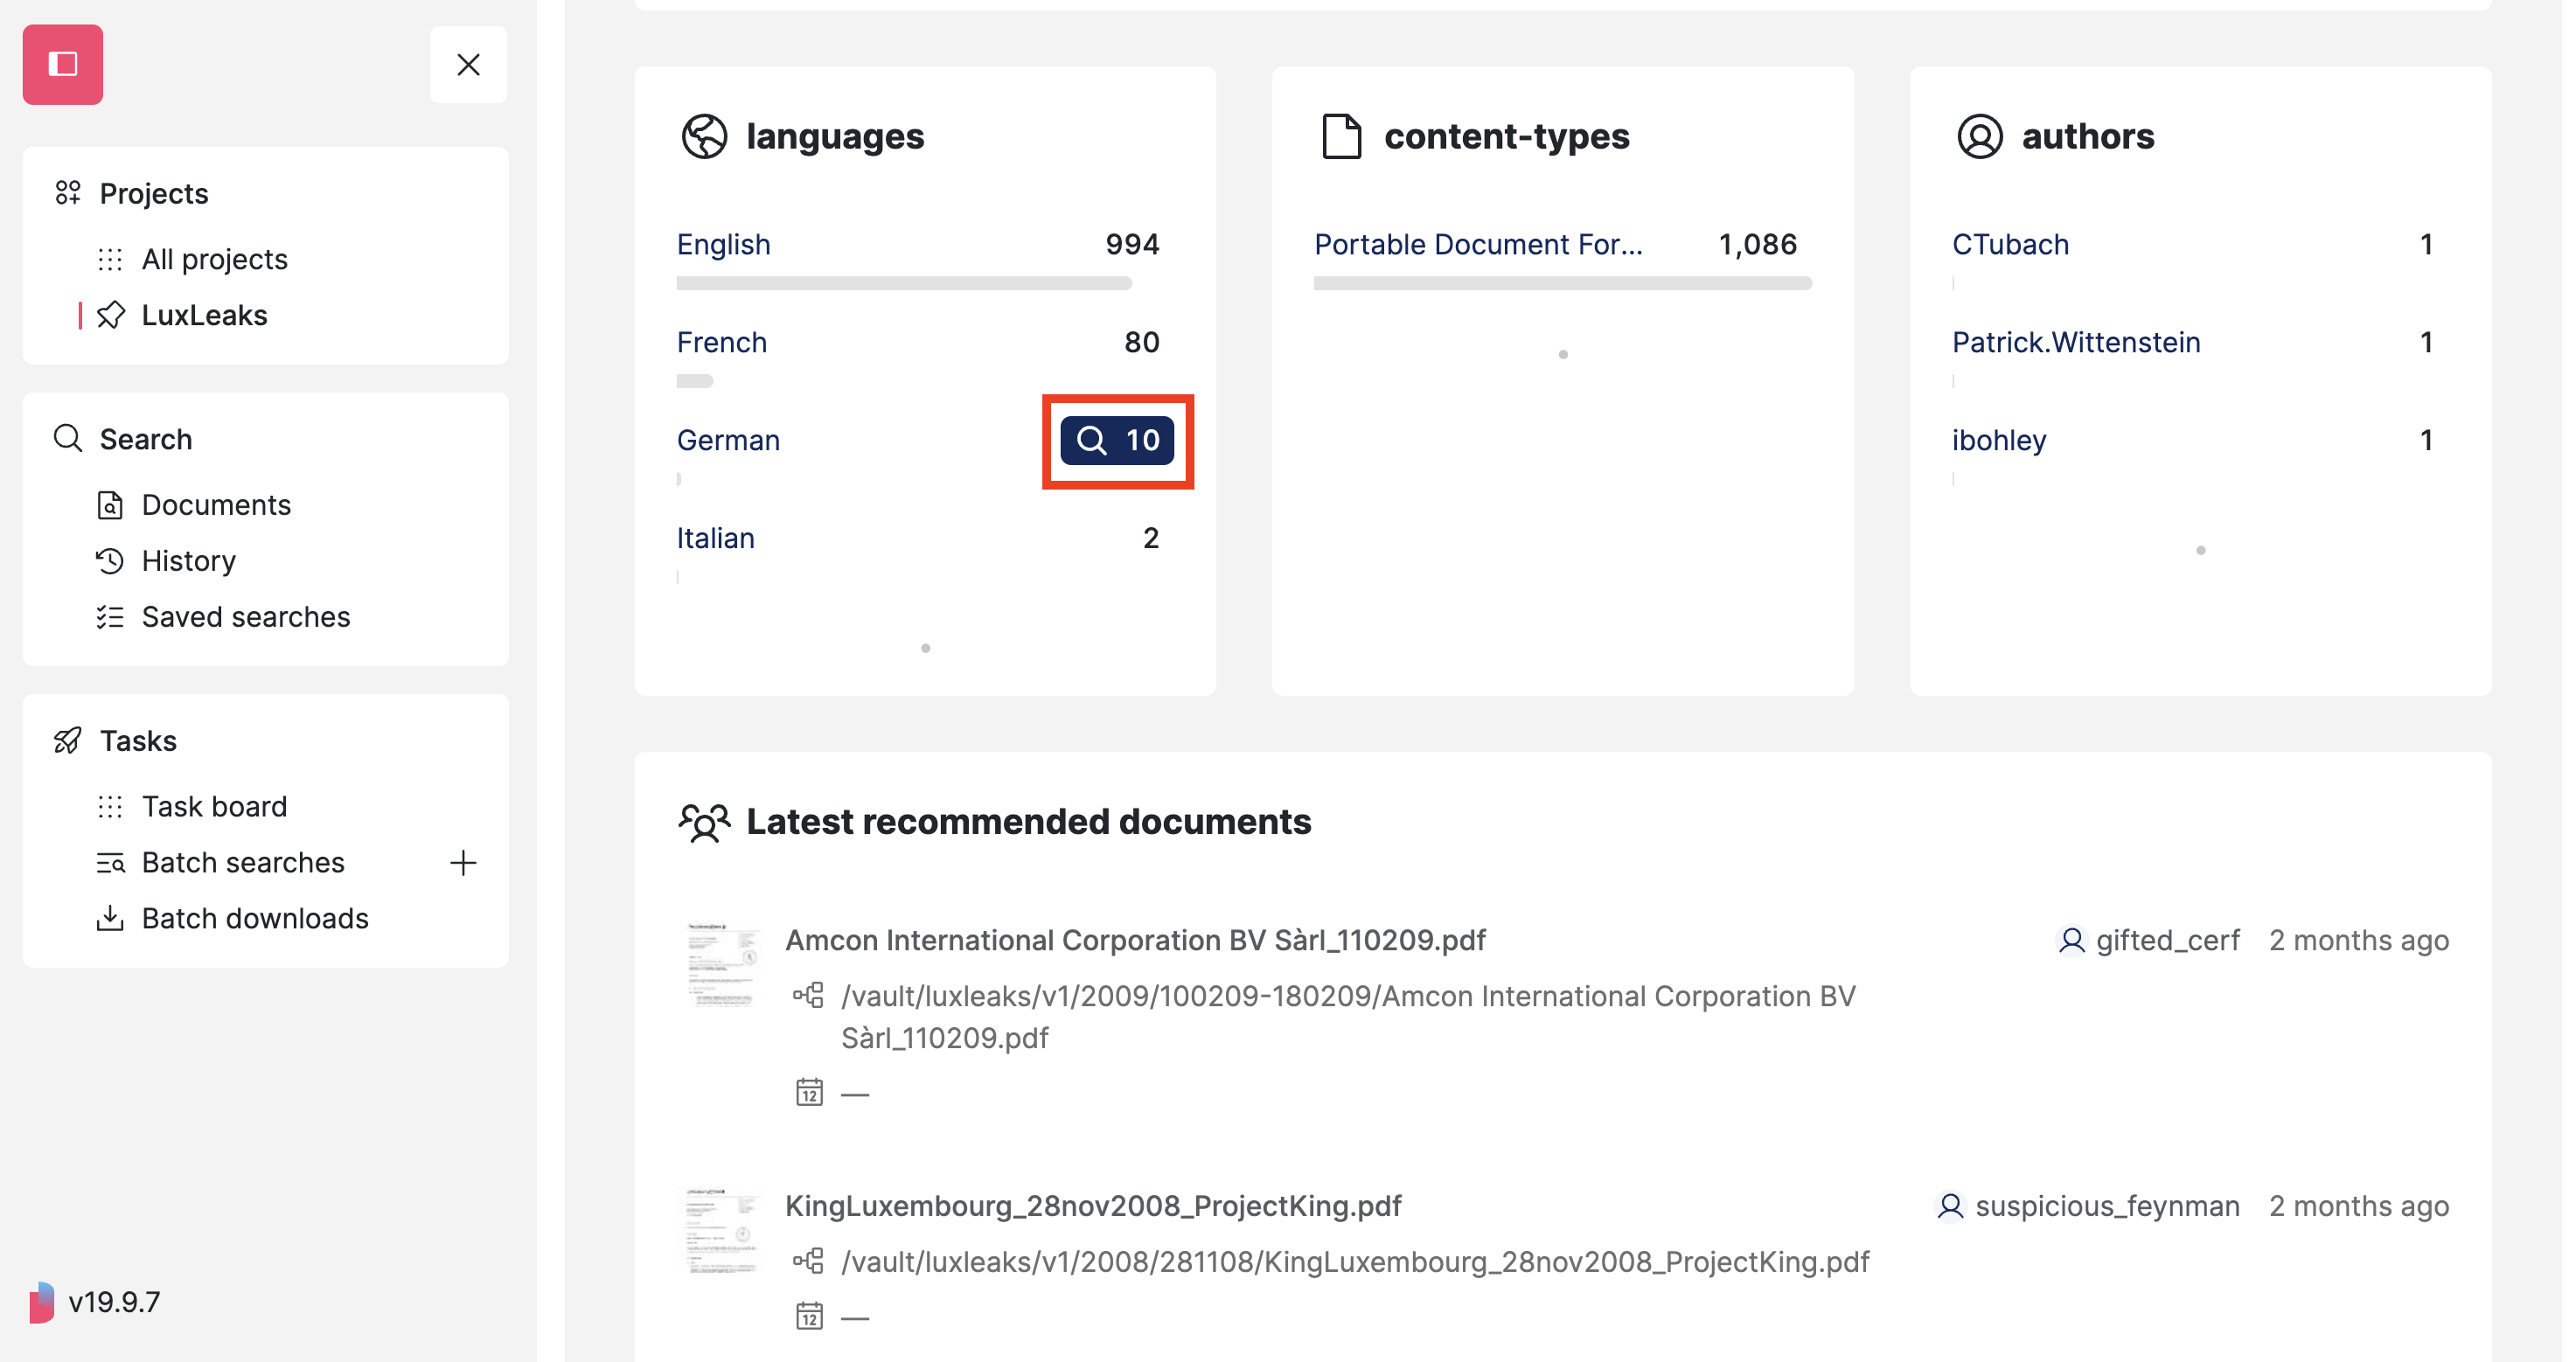 Projects
All projects
LuxLeaks
Search
Documents
History
Saved searches
Tasks
Task board
Batch searches
Batch downloads
v19.9.7
languages
English 994
French 80
German 10
Italian 2
content-types
Portable Document For... 1,086
authors
CTubach 1
Patrick.Wittenstein 1
ibohley 1
Latest recommended documents
Amcon International Corporation BV Sàrl_110209.pdf gifted_cerf 2 months ago
/vault/luxleaks/v1/2009/100209-180209/Amcon International Corporation BV
Sàrl_110209.pdf
12 —
KingLuxembourg_28nov2008_ProjectKing.pdf suspicious_feynman 2 months ago
/vault/luxleaks/v1/2008/281108/KingLuxembourg_28nov2008_ProjectKing.pdf
12 —